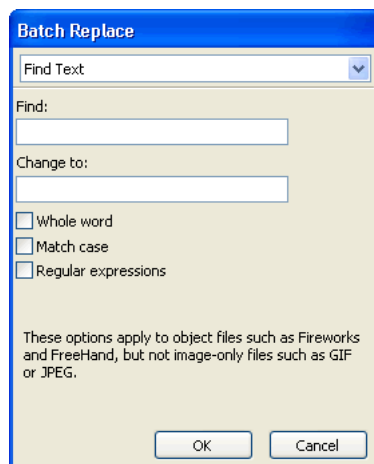 Batch Replace
Find Text
Find:
Change to:
Whole word
Match case
Regular expressions
These options apply to object files such as Fireworks
and FreeHand, but not image-only files such as GIF
or JPEG.
OK Cancel